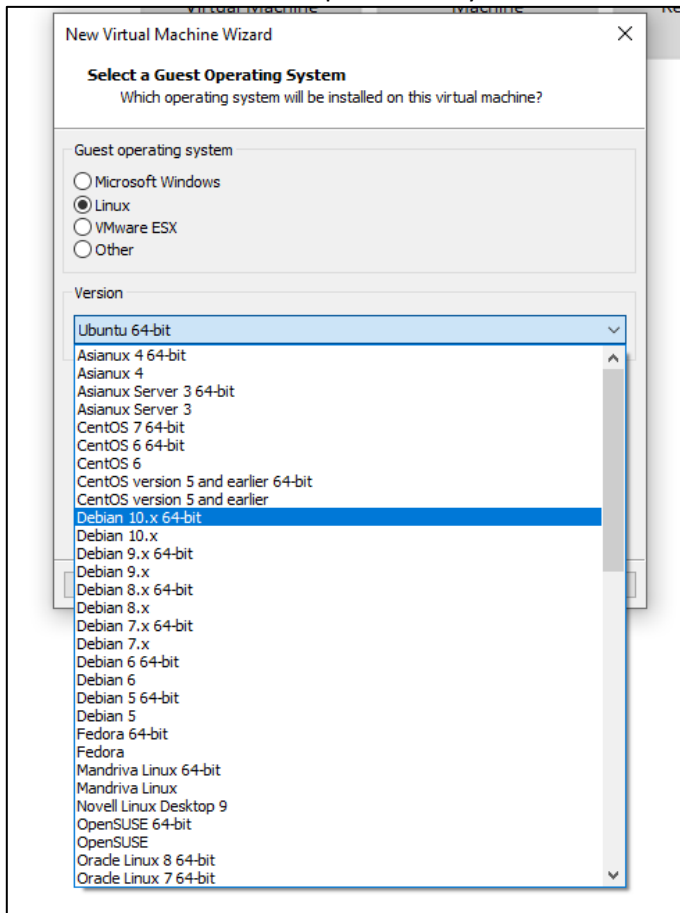 Virtual Machine Machine
New Virtual Machine Wizard
Select a Guest Operating System
Which operating system will be installed on this virtual machine?
Guest operating system
Microsoft Windows
Linux
VMware ESX
Other
Version
Ubuntu 64-bit
Asianux 4 64-bit
Asianux 4
Asianux Server 3 64-bit
Asianux Server 3
CentOS 7 64-bit
CentOS 6 64-bit
CentOS 6
CentOS version 5 and earlier 64-bit
CentOS version 5 and earlier
Debian 10.x 64-bit
Debian 10.x
Debian 9.x 64-bit
Debian 9.x
Debian 8.x 64-bit
Debian 8.x
Debian 7.x 64-bit
Debian 7.x
Debian 6 64-bit
Debian 6
Debian 5 64-bit
Debian 5
Fedora 64-bit
Fedora
Mandriva Linux 64-bit
Mandriva Linux
Novell Linux Desktop 9
OpenSUSE 64-bit
OpenSUSE
Oracle Linux 8 64-bit
Oracle Linux 7 64-bit